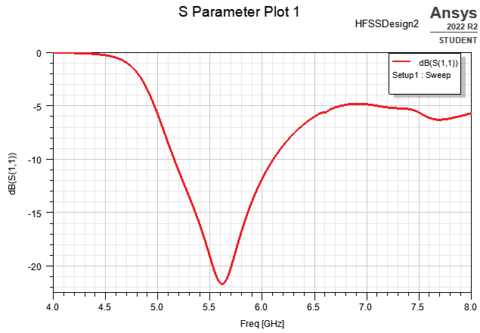 S Parameter Plot 1
HFSSDesign2
Ansys
2022 R2
STUDENT
dB(S(1,1))
Setup1 : Sweep
0
-5
-10
-15
-20
dB(S(1,1))
4.0 4.5 5.0 5.5 6.0 6.5 7.0 7.5 8.0
Freq [GHz]